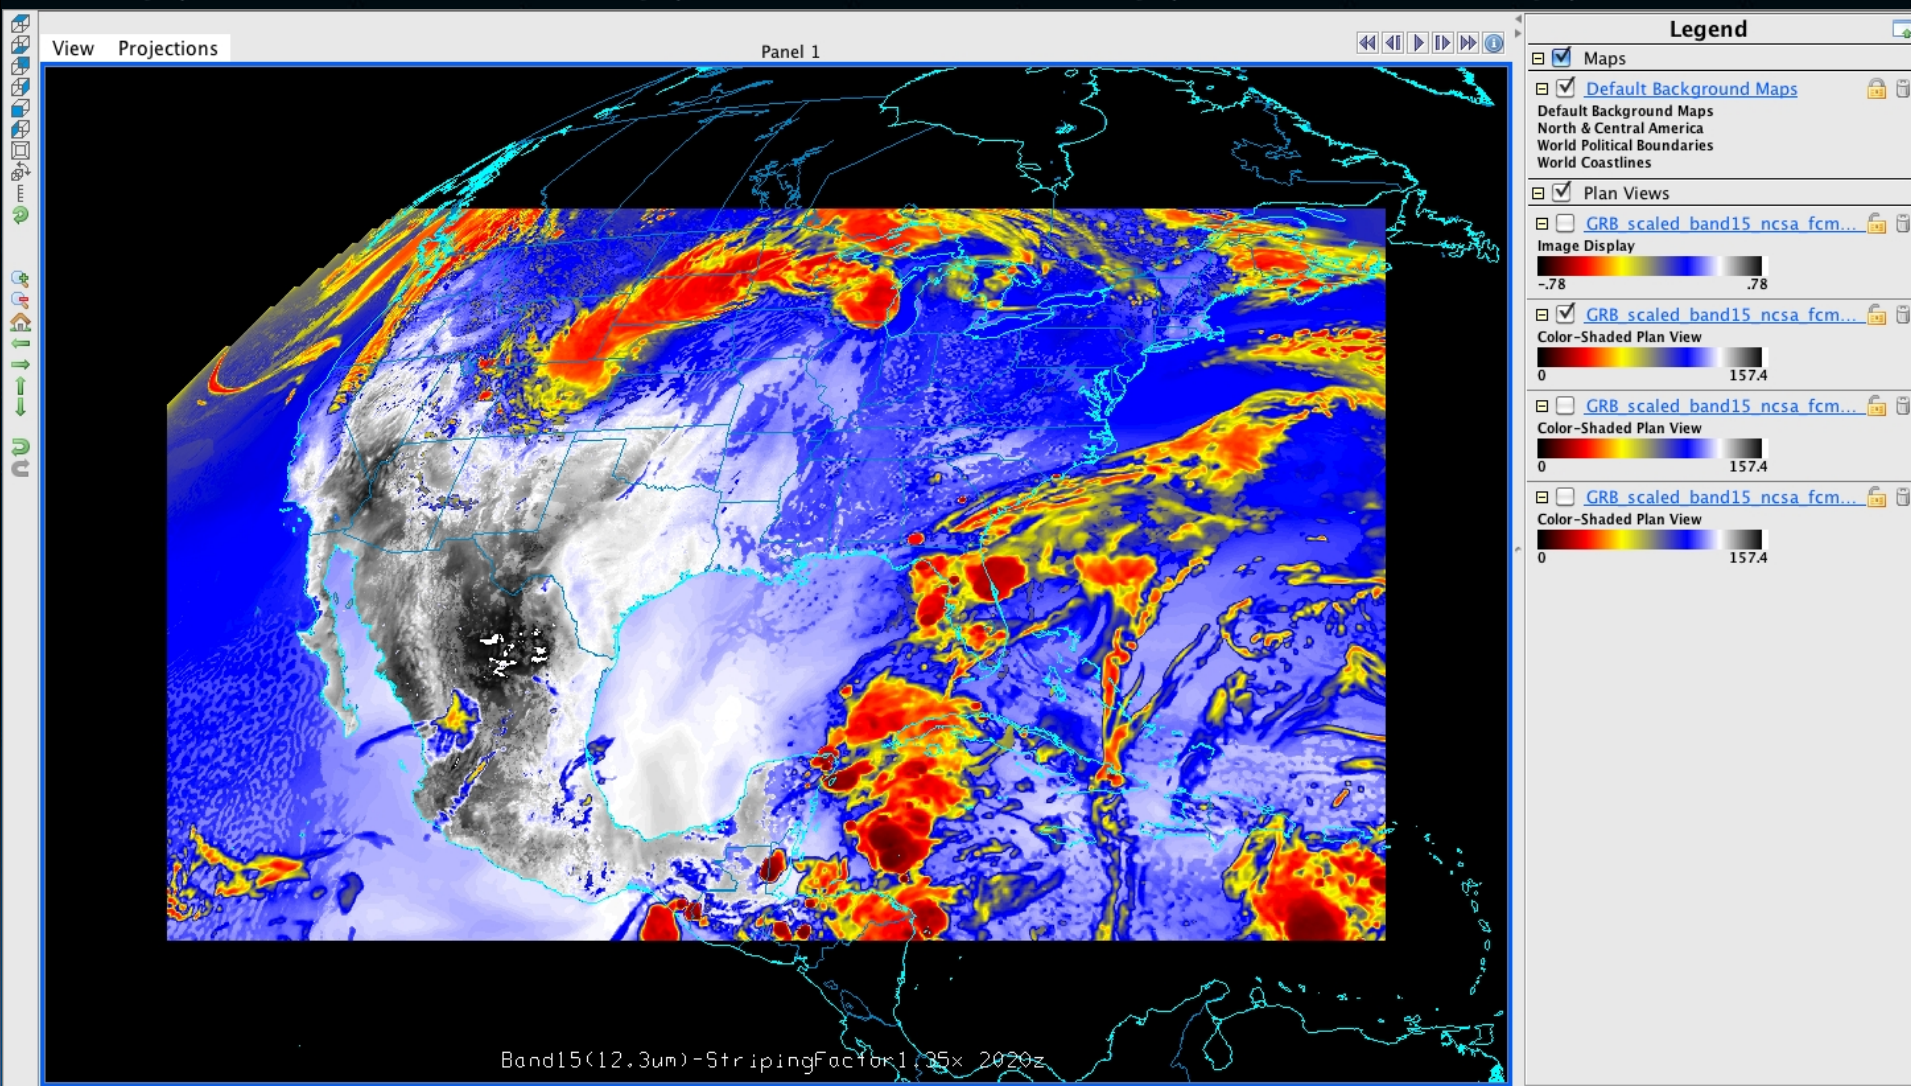 View Projections
Panel 1
Legend
Maps
Default Background Maps
Default Background Maps
North & Central America
World Political Boundaries
World Coastlines
Plan Views
GRB_scaled_band15_ncsa_fcm...
Image Display
-.78 .78
GRB_scaled_band15_ncsa_fcm...
Color-Shaded Plan View
0 157.4
GRB_scaled_band15_ncsa_fcm...
Color-Shaded Plan View
0 157.4
GRB_scaled_band15_ncsa_fcm...
Color-Shaded Plan View
0 157.4
Band15(12.3um)-StripingFactor1.35x 2020z